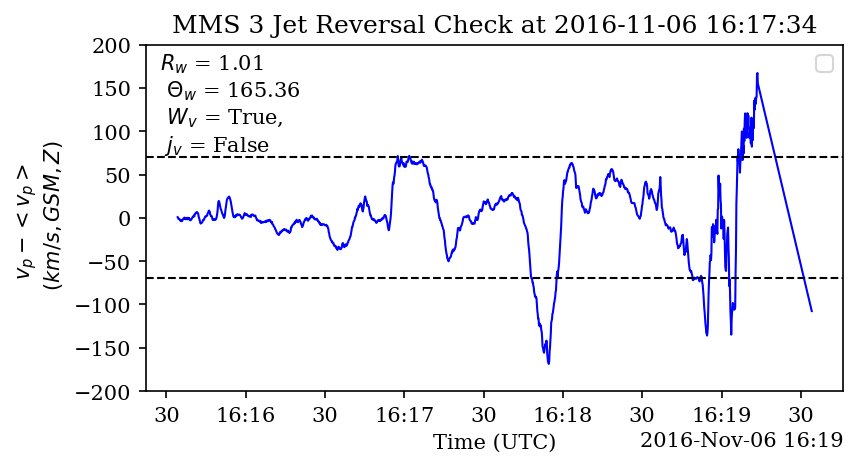 MMS 3 Jet Reversal Check at 2016-11-06 16:17:34
200
150
100
50
0
−50
−100
−150
−200
v_p − < v_p >
(km/s, GSM, Z)
R_w = 1.01
Θ_w = 165.36
W_v = True,
j_v = False
30 16:16 30 16:17 30 16:18 30 16:19 30
Time (UTC)
2016-Nov-06 16:19